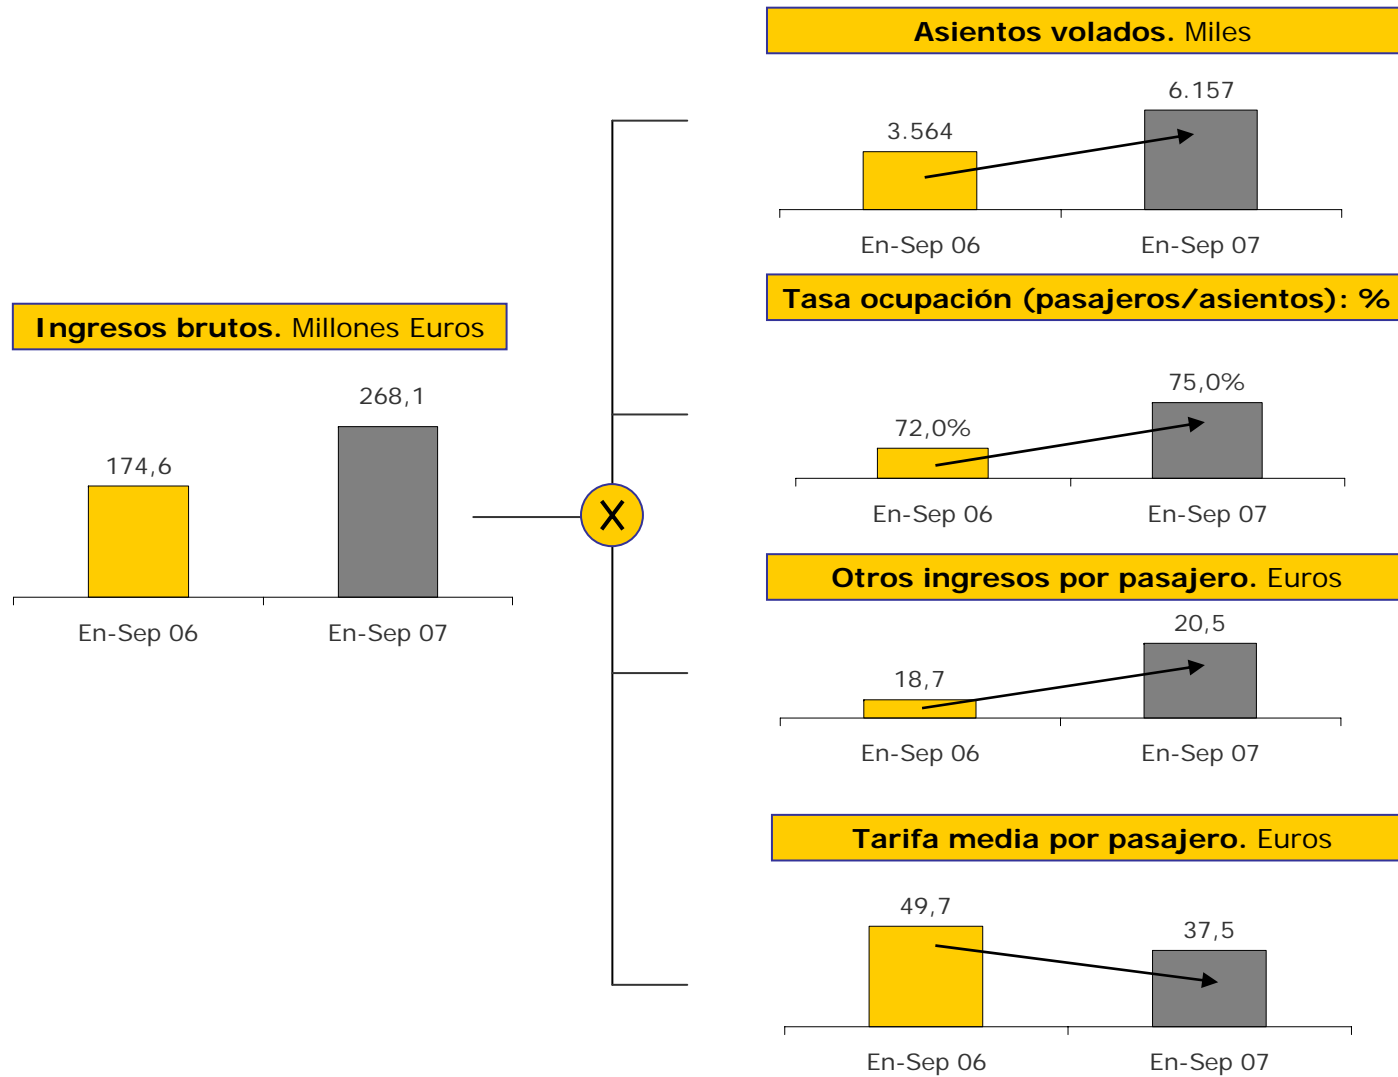 Asientos volados. Miles
3.564
6.157
En-Sep 06
En-Sep 07
Tasa ocupación (pasajeros/asientos): %
72,0%
75,0%
En-Sep 06
En-Sep 07
Ingresos brutos. Millones Euros
174,6
268,1
En-Sep 06
En-Sep 07
X
Otros ingresos por pasajero. Euros
18,7
20,5
En-Sep 06
En-Sep 07
Tarifa media por pasajero. Euros
49,7
37,5
En-Sep 06
En-Sep 07